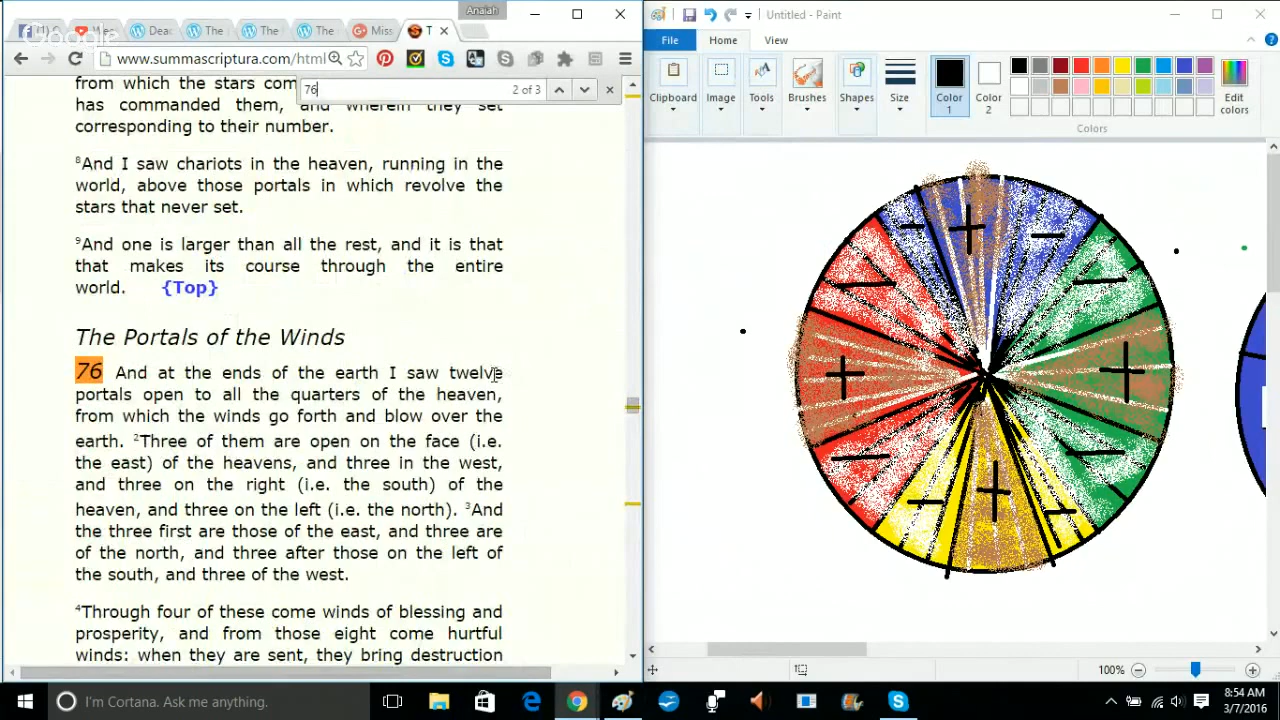 Anaiah
Google
Dear
The
The
The
Miss
T
Untitled - Paint
www.summascriptura.com/html
File
Home
View
76
2 of 3
Clipboard
Image
Tools
Brushes
Shapes
Size
Color 1
Color 2
Edit colors
Colors
from which the stars com
has commanded them, and wherein they set
corresponding to their number.
8And I saw chariots in the heaven, running in the
world, above those portals in which revolve the
stars that never set.
9And one is larger than all the rest, and it is that
that makes its course through the entire
world. {Top}
The Portals of the Winds
76 And at the ends of the earth I saw twelve
portals open to all the quarters of the heaven,
from which the winds go forth and blow over the
earth. 2Three of them are open on the face (i.e.
the east) of the heavens, and three in the west,
and three on the right (i.e. the south) of the
heaven, and three on the left (i.e. the north). 3And
the three first are those of the east, and three are
of the north, and three after those on the left of
the south, and three of the west.
4Through four of these come winds of blessing and
prosperity, and from those eight come hurtful
winds: when they are sent, they bring destruction
100%
I'm Cortana. Ask me anything.
8:54 AM
3/7/2016